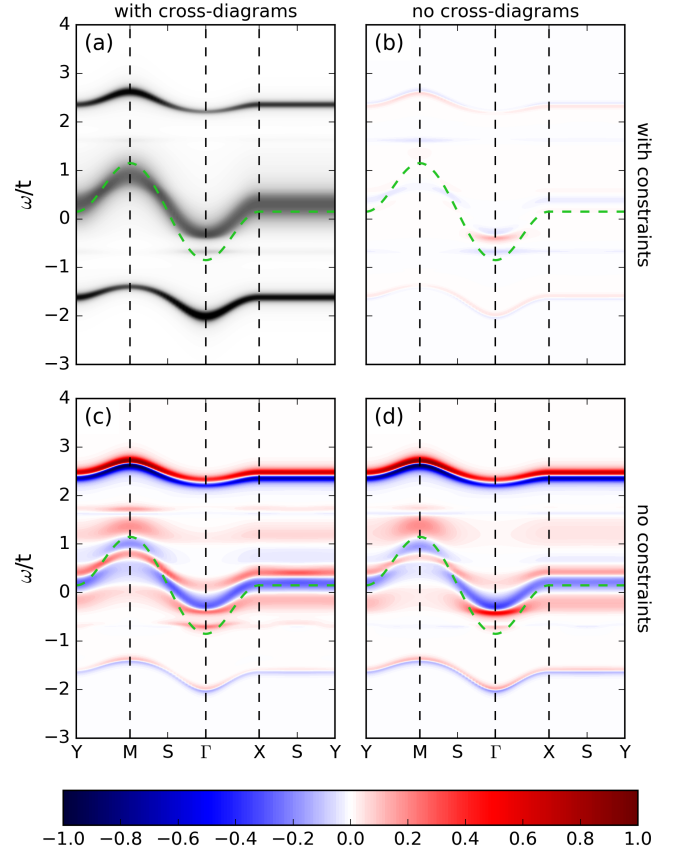 with cross-diagrams no cross-diagrams
(a) (b)
4
3
2
1
0
−1
−2
−3
ω/t
with constraints
(c) (d)
4
3
2
1
0
−1
−2
−3
ω/t
no constraints
Y M S Γ X S Y Y M S Γ X S Y
−1.0 −0.8 −0.6 −0.4 −0.2 0.0 0.2 0.4 0.6 0.8 1.0